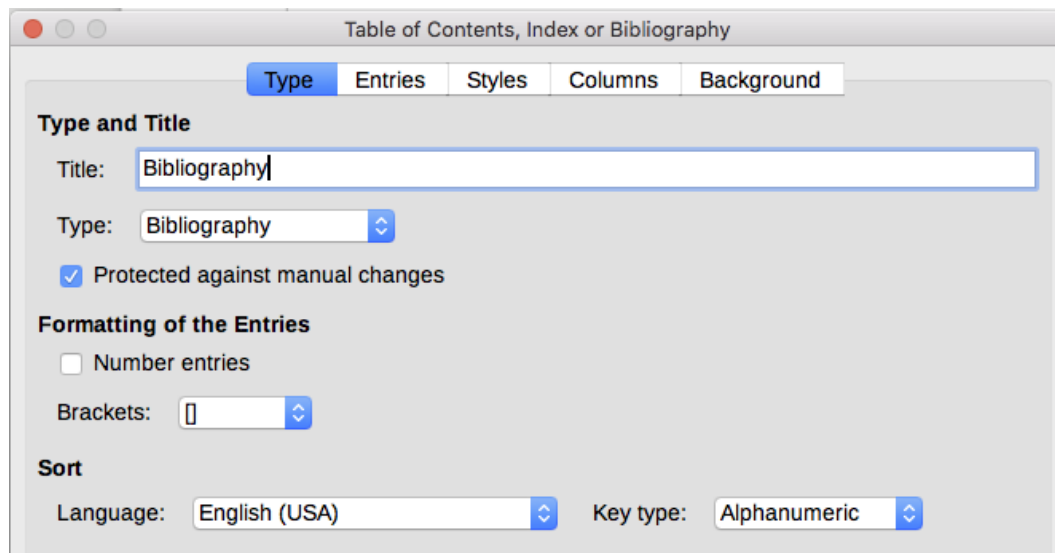 Table of Contents, Index or Bibliography
Type Entries Styles Columns Background
Type and Title
Title: Bibliography
Type: Bibliography
Protected against manual changes
Formatting of the Entries
Number entries
Brackets: []
Sort
Language: English (USA) Key type: Alphanumeric